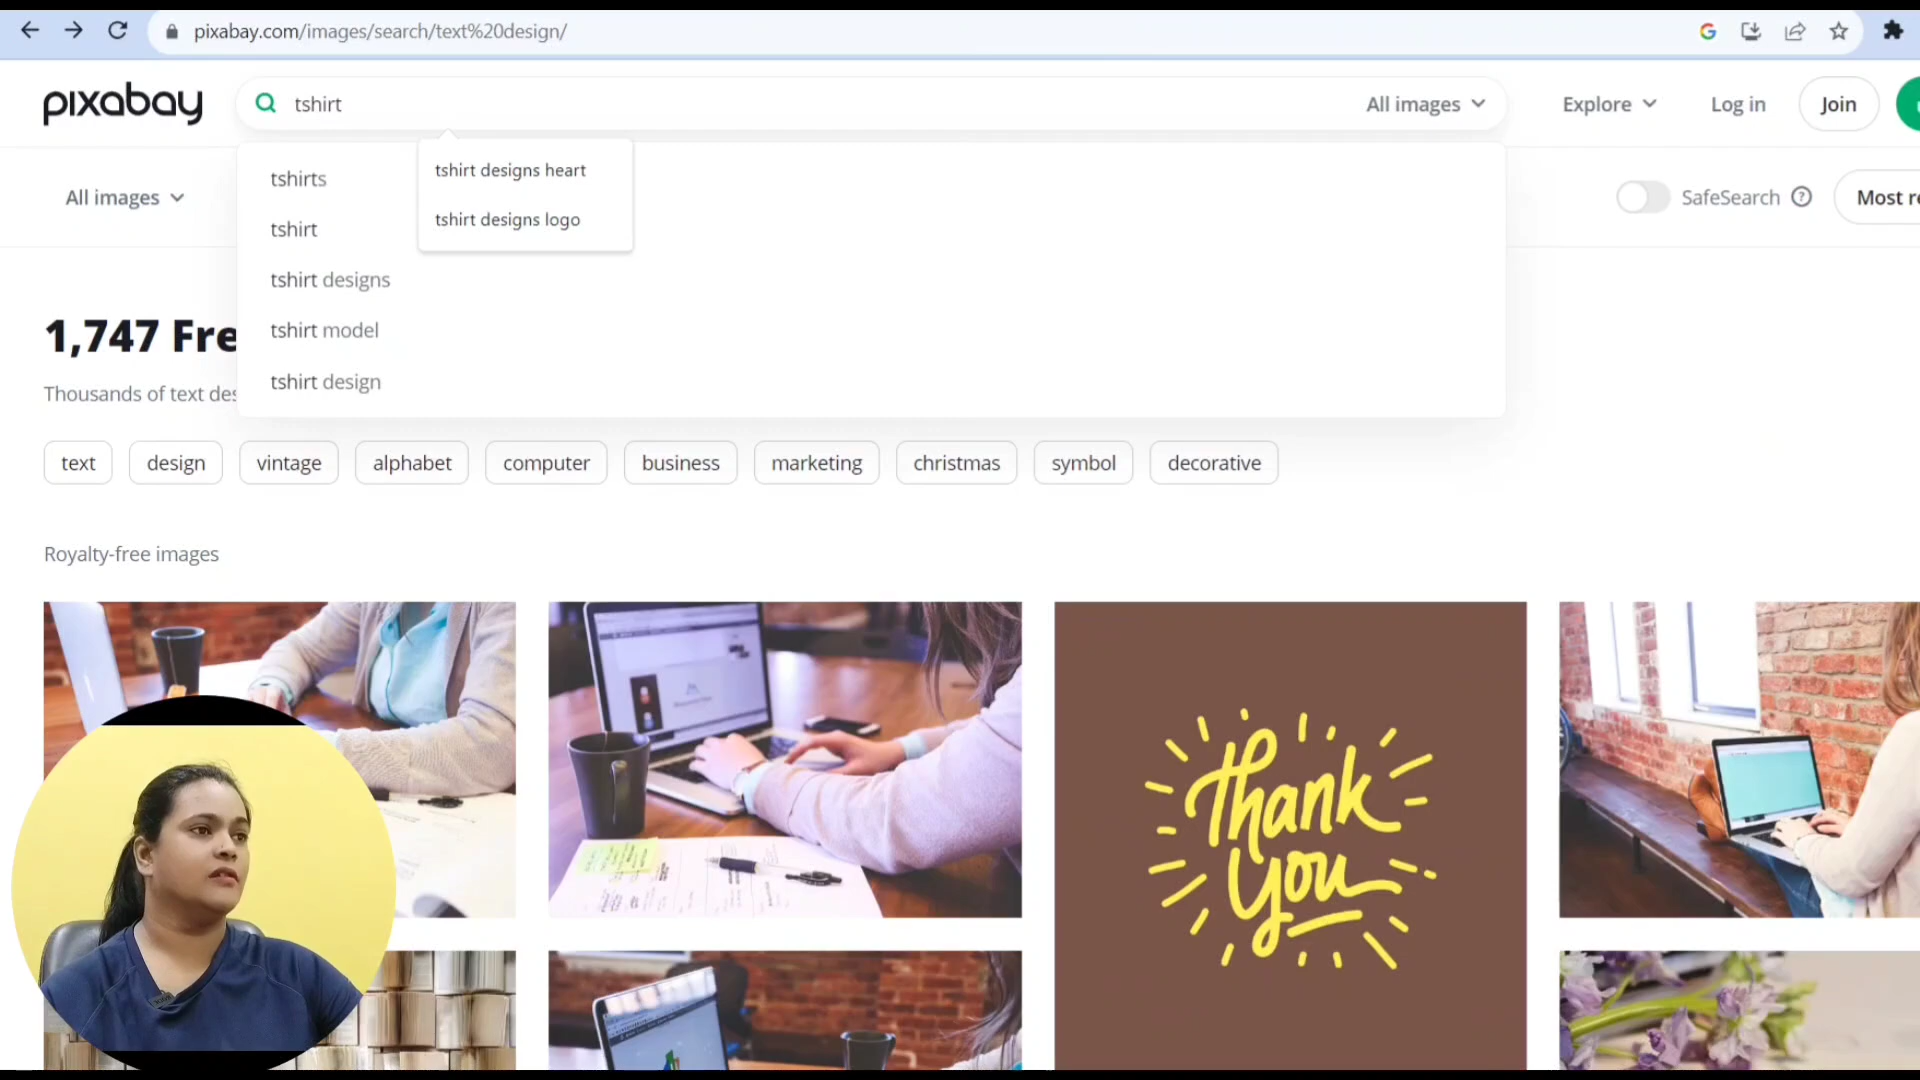 pixabay.com/images/search/text%20design/
pixabay
tshirt
All images
Explore
Log in
Join
tshirts
tshirt
tshirt designs
tshirt model
tshirt design
tshirt designs heart
tshirt designs logo
All images
SafeSearch
Most re
1,747 Fre
Thousands of text des
text
design
vintage
alphabet
computer
business
marketing
christmas
symbol
decorative
Royalty-free images
Thank
you